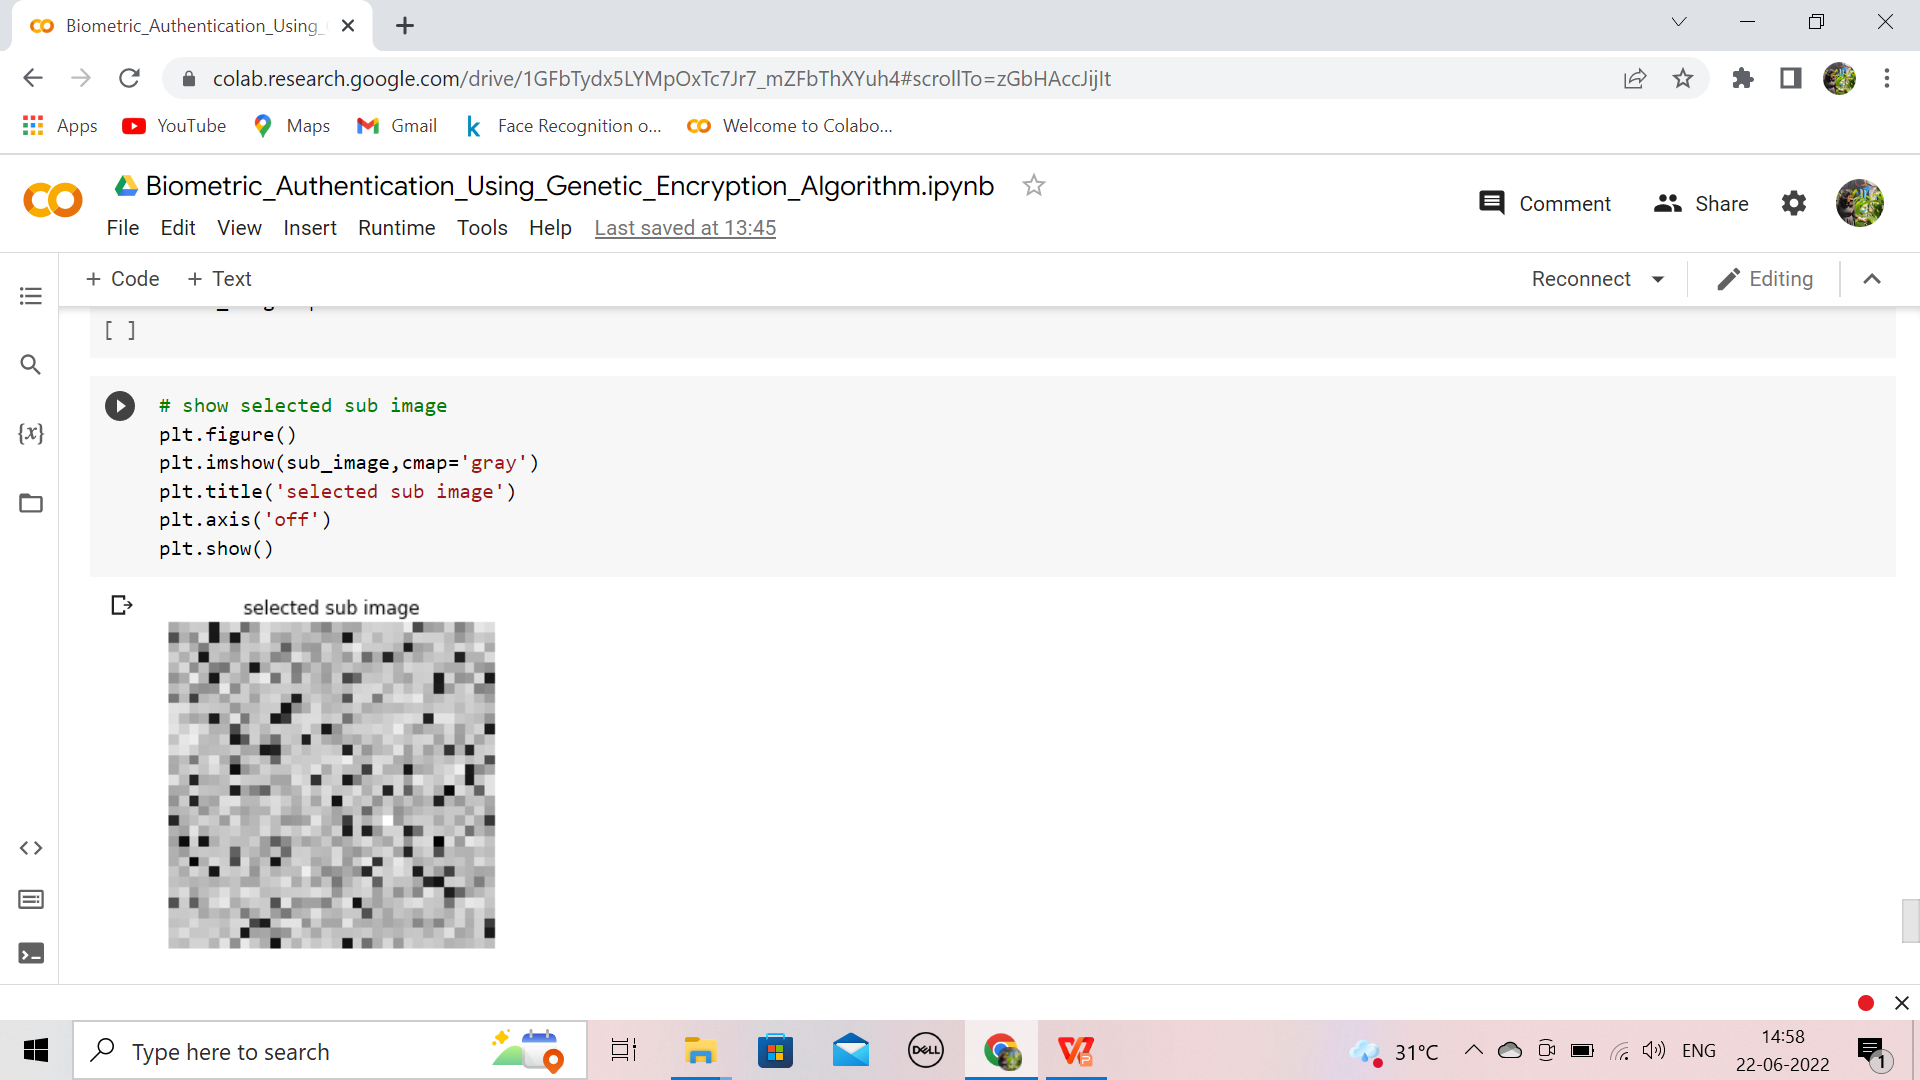 Biometric_Authentication_Using_
colab.research.google.com/drive/1GFbTydx5LYMpOxTc7Jr7_mZFbThXYuh4#scrollTo=zGbHAccJijIt
Apps YouTube Maps Gmail Face Recognition o... Welcome to Colabo...
Biometric_Authentication_Using_Genetic_Encryption_Algorithm.ipynb
Comment Share
File Edit View Insert Runtime Tools Help Last saved at 13:45
+ Code + Text Reconnect Editing
[ ]
# show selected sub image
plt.figure()
plt.imshow(sub_image,cmap='gray')
plt.title('selected sub image')
plt.axis('off')
plt.show()
selected sub image
Type here to search
DELL
31°C
ENG
14:58
22-06-2022
1